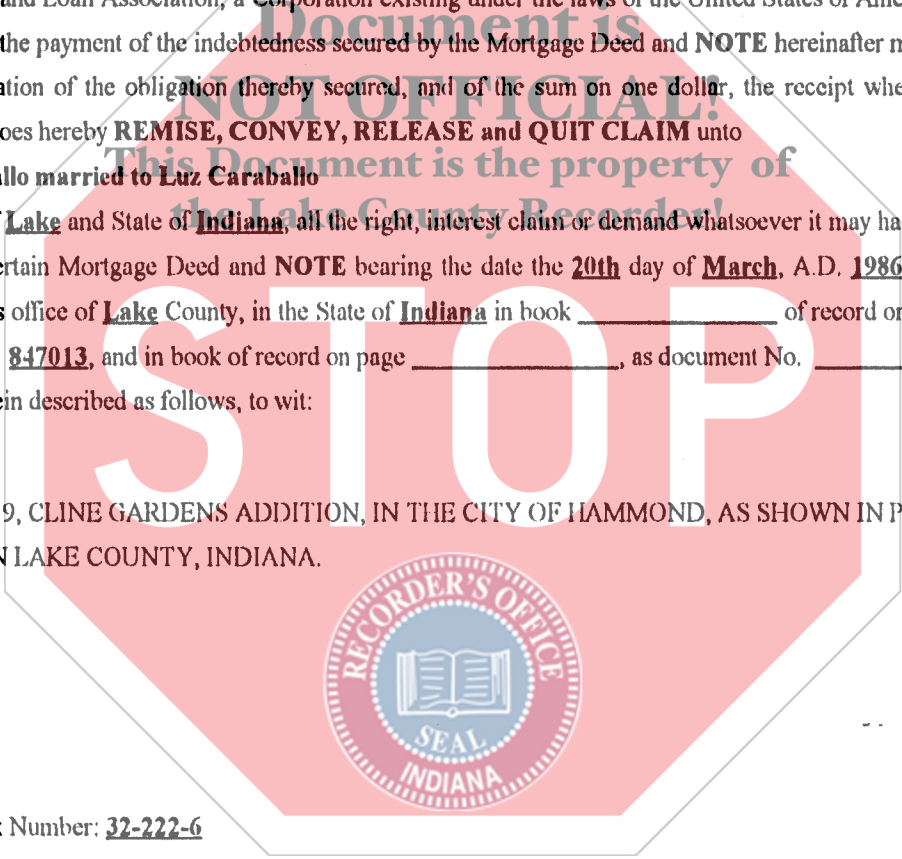 and Loan Association, a Corporation existing under the laws of the United States of Ame
Document is
the payment of the indebtedness secured by the Mortgage Deed and NOTE hereinafter m
ation of the obligation thereby secured, and of the sum on one dollar, the receipt whe
NOT OFFICIAL!
oes hereby REMISE, CONVEY, RELEASE and QUIT CLAIM unto
This Document is the property of
llo married to Luz Caraballo
the Lake County Recorder!
Lake and State of Indiana, all the right, interest claim or demand whatsoever it may ha
ertain Mortgage Deed and NOTE bearing the date the 20th day of March, A.D. 1986
s office of Lake County, in the State of Indiana in book ________________ of record on
847013, and in book of record on page ________________, as document No. _______
ein described as follows, to wit:
STOP
9, CLINE GARDENS ADDITION, IN THE CITY OF HAMMOND, AS SHOWN IN P
N LAKE COUNTY, INDIANA.
RECORDER'S OFFICE
SEAL
INDIANA
x Number: 32-222-6